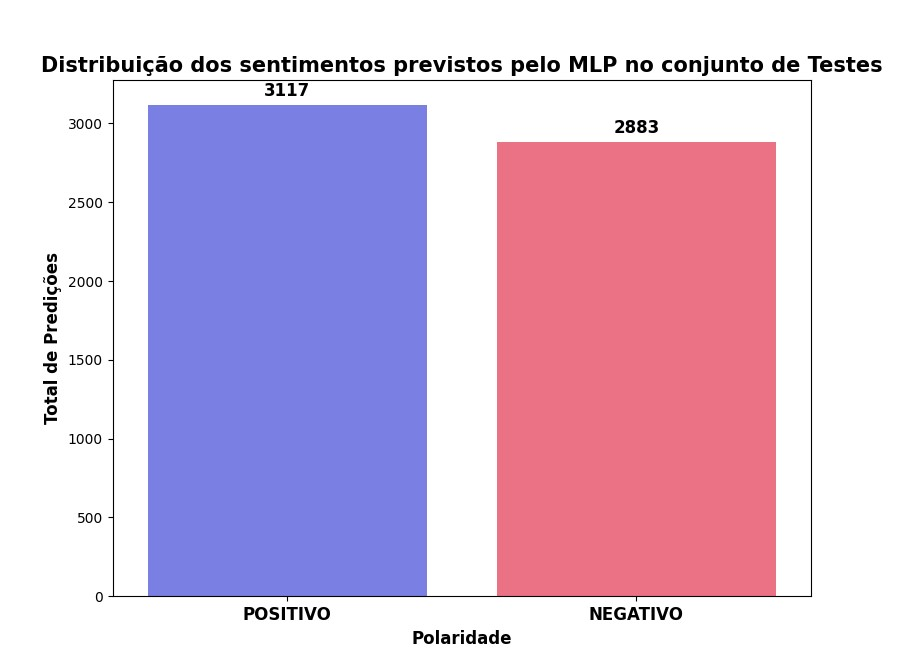 Distribuição dos sentimentos previstos pelo MLP no conjunto de Testes
3117
2883
3000
2500
2000
1500
1000
500
0
Total de Predições
POSITIVO
NEGATIVO
Polaridade